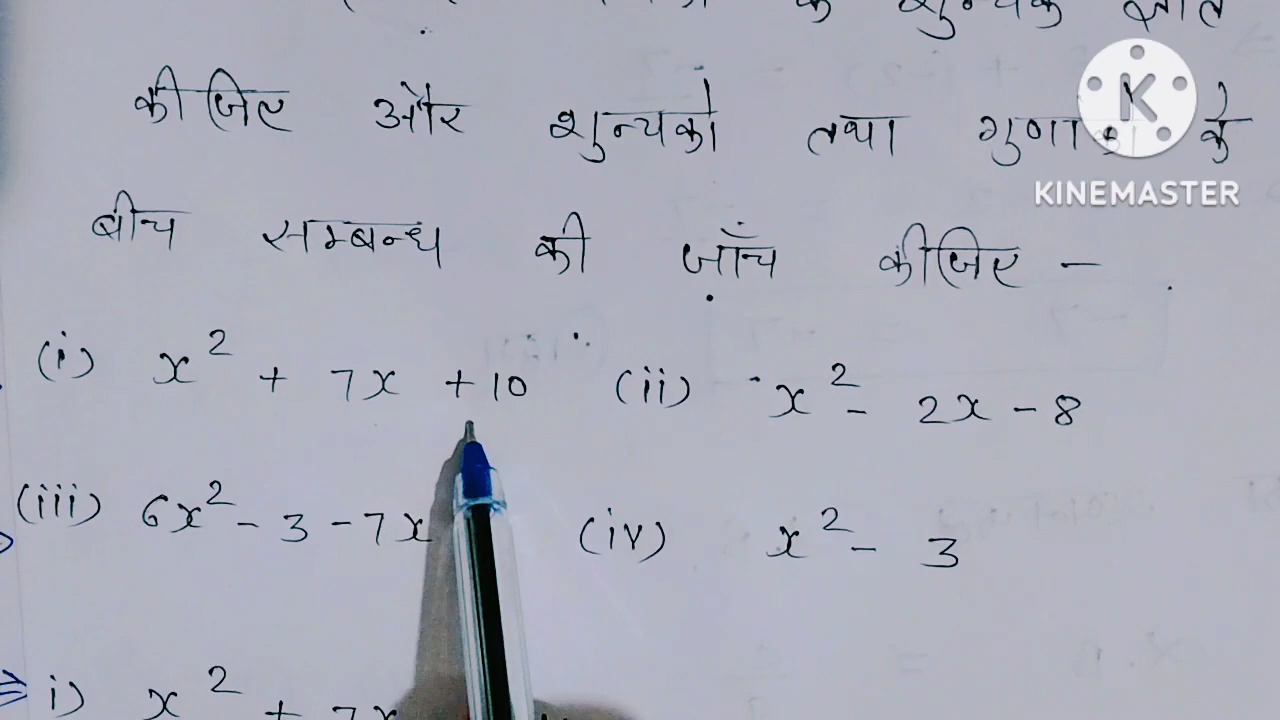 के शून्यक ज्ञात
कीजिए और शुन्यको तथा के
KINEMASTER
बीच सम्बन्ध की जाँच कीजिए -
(i) x² + 7x + 10 (ii) x² - 2x - 8
(iii) 6x² - 3 - 7x (iv) x² - 3
i) x² + 7x